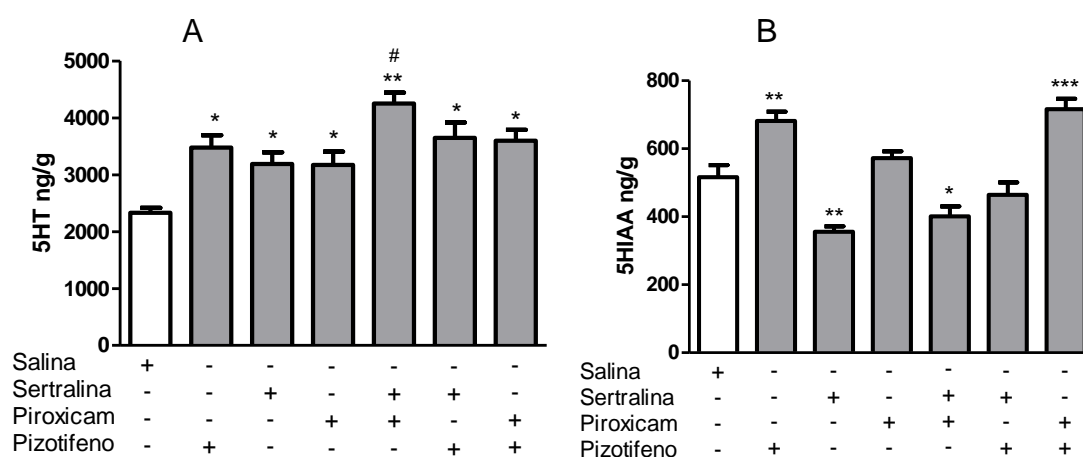 A
5HT ng/g
5000
4000
3000
2000
1000
0
* * * # ** * *
Salina + - - - - - -
Sertralina - - + - + + -
Piroxicam - - - + + - +
Pizotifeno - + - - - + +
B
5HIAA ng/g
800
600
400
200
0
** ** * ***
Salina + - - - - - -
Sertralina - - + - + + -
Piroxicam - - - + + - +
Pizotifeno - + - - - + +